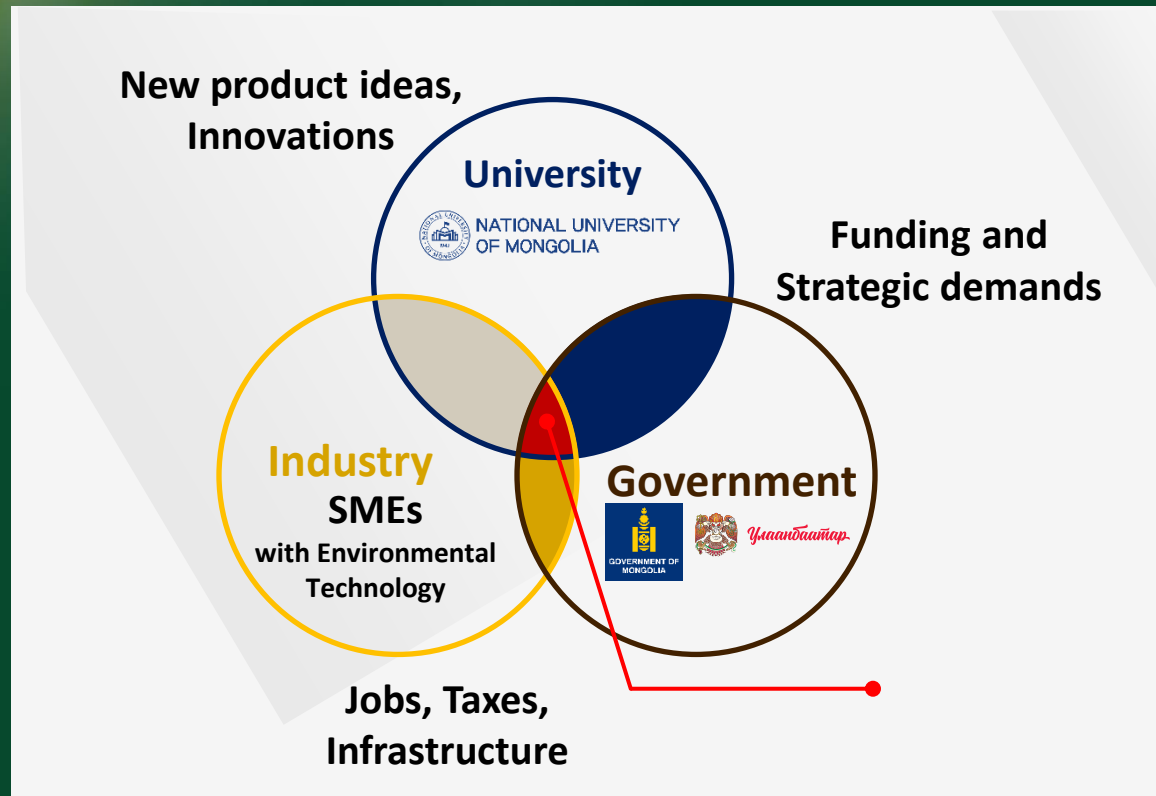 New product ideas,
Innovations
University
NATIONAL UNIVERSITY
OF MONGOLIA
Funding and
Strategic demands
Industry
SMEs
with Environmental
Technology
Government
GOVERNMENT OF
MONGOLIA
Улаанбаатар
Jobs, Taxes,
Infrastructure